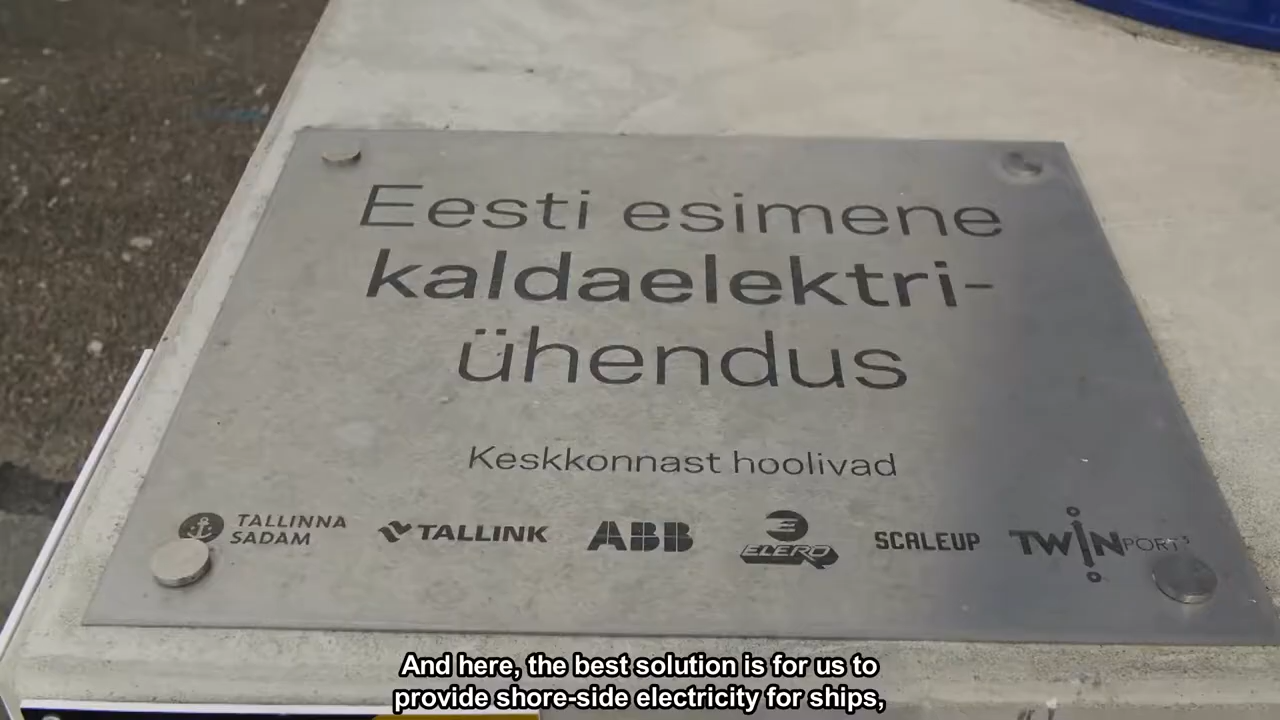 Eesti esimene
kaldaelektri-
ühendus
Keskkonnast hoolivad
TALLINNA
SADAM
TALLINK
ABB
ELERO
SCALEUP
TWINPORT³
And here, the best solution is for us to
provide shore-side electricity for ships,